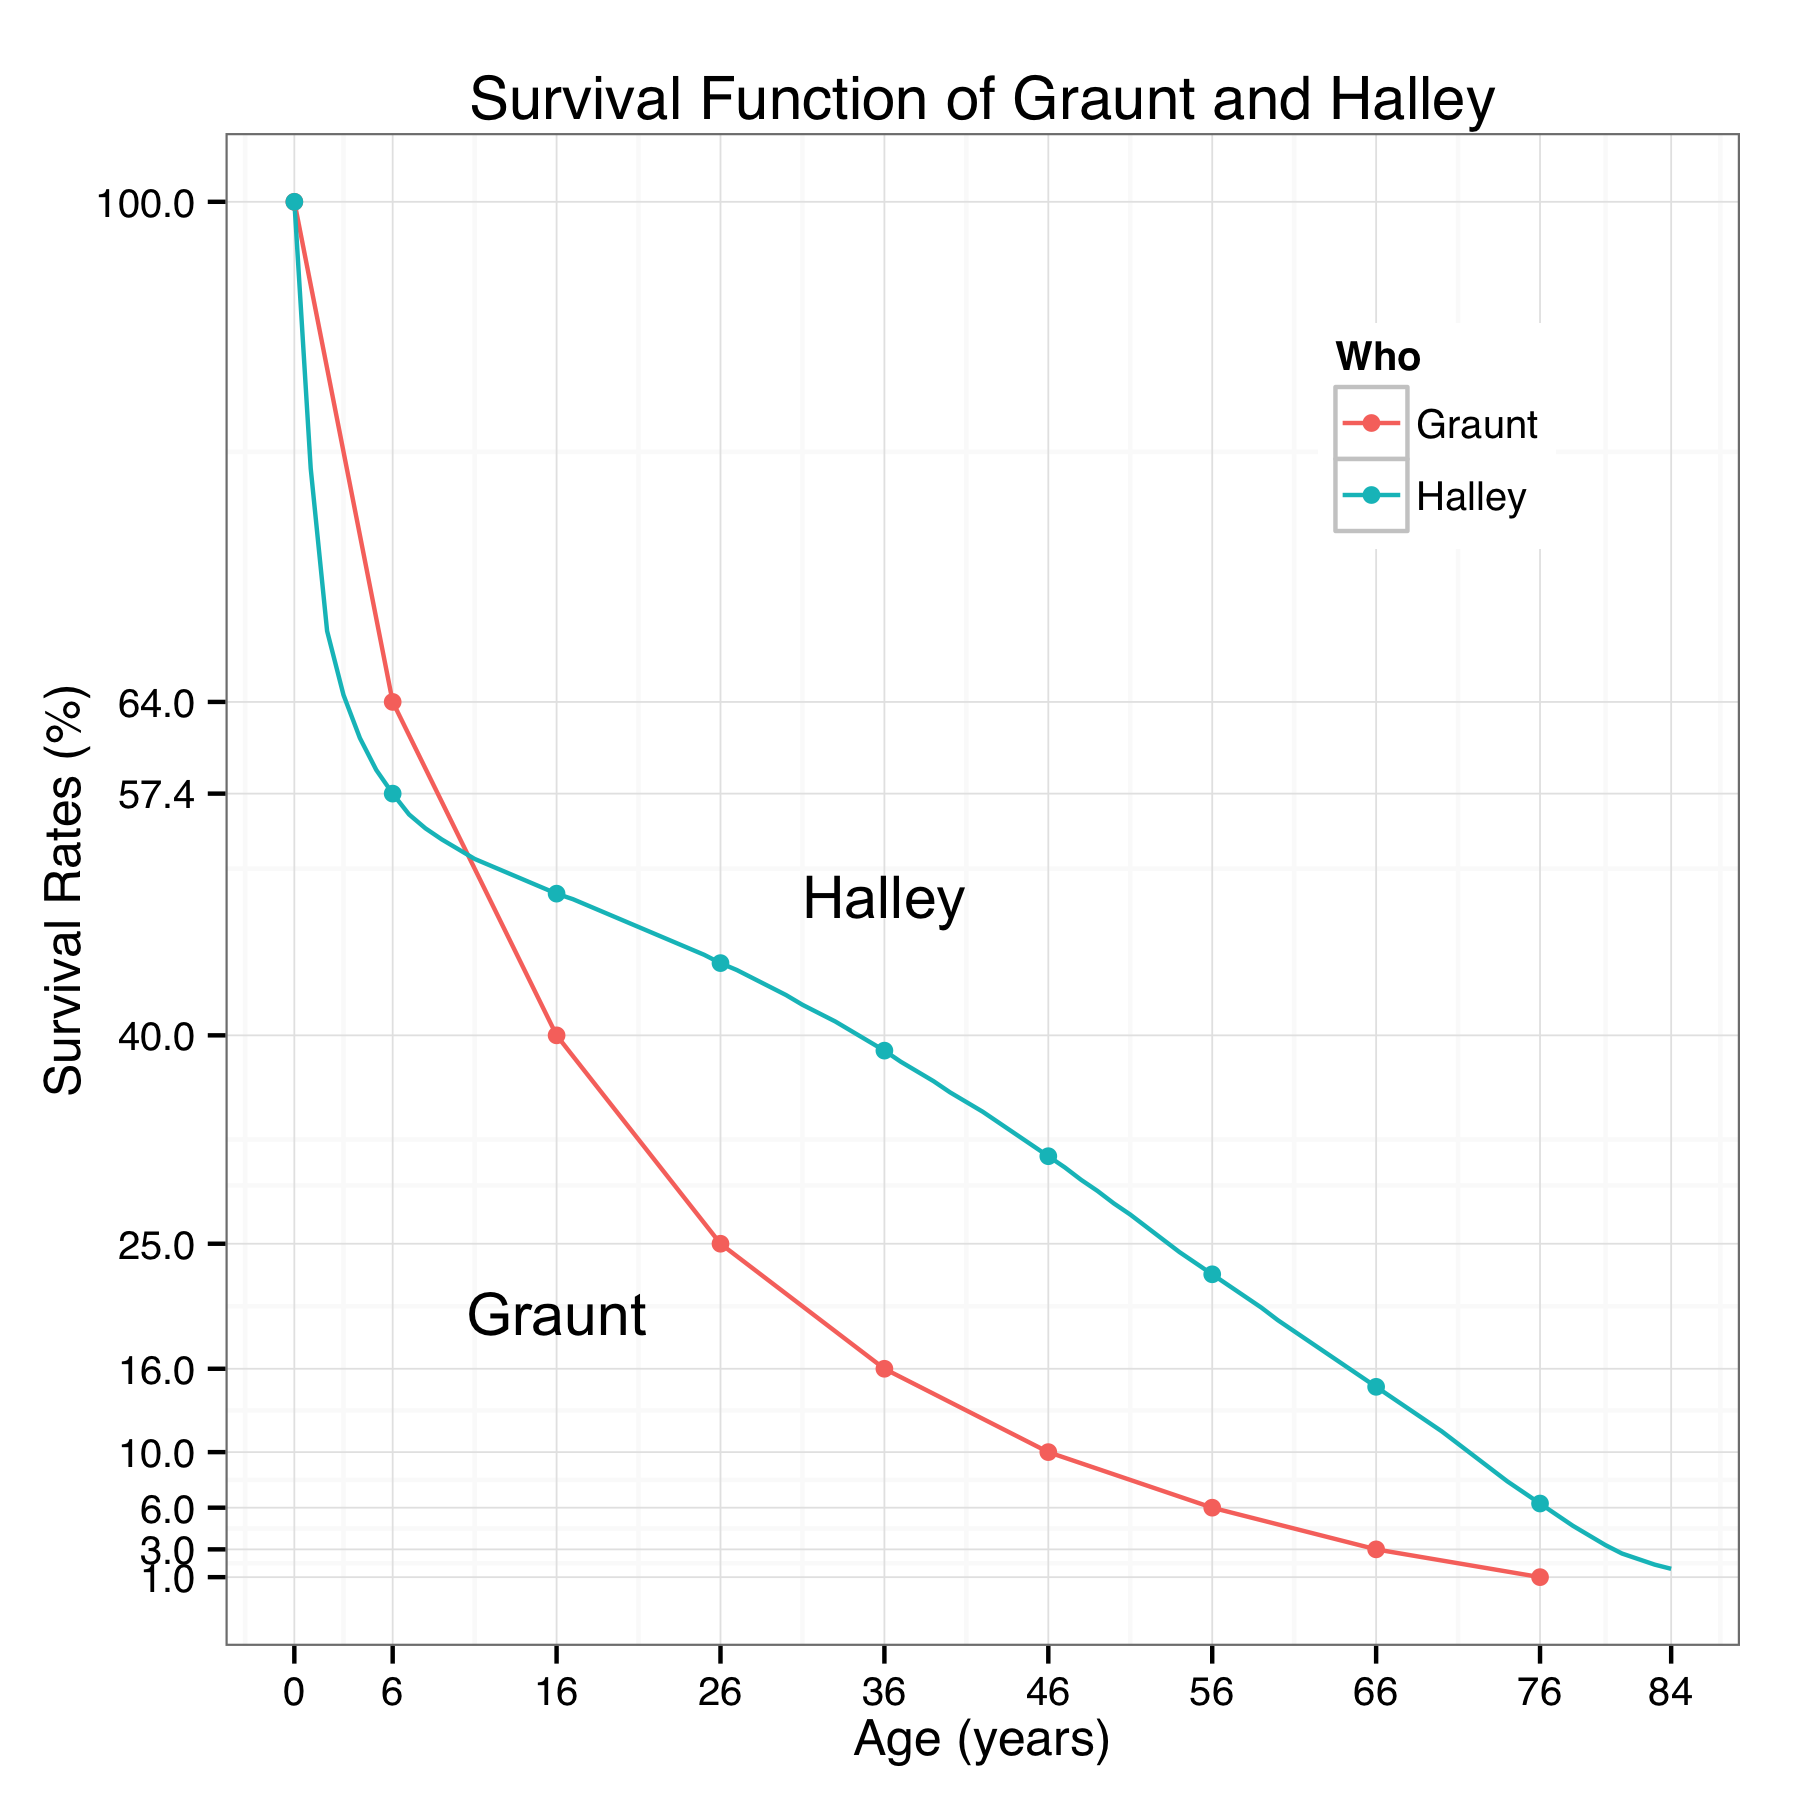 Survival Function of Graunt and Halley
100.0
64.0
57.4
40.0
25.0
16.0
10.0
6.0
3.0
1.0
Survival Rates (%)
Who
Graunt
Halley
Halley
Graunt
0 6 16 26 36 46 56 66 76 84
Age (years)